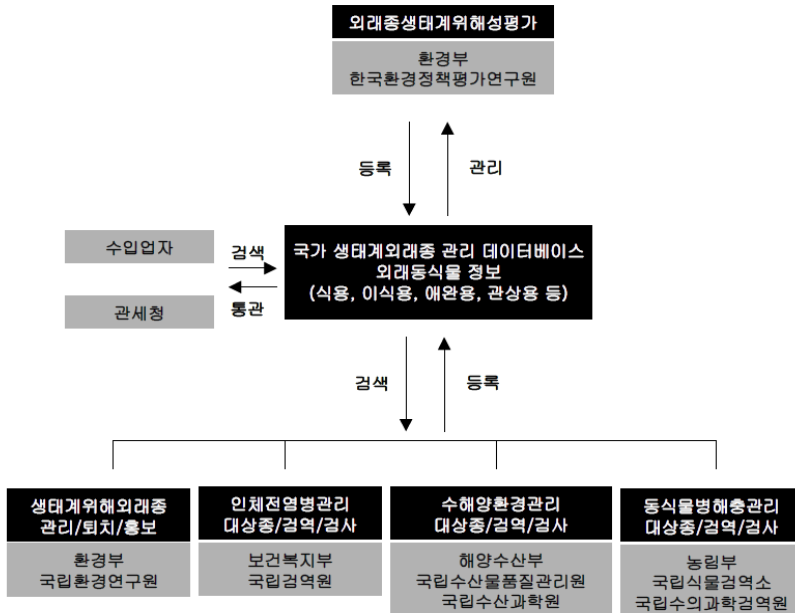 외래종생태계위해성평가
환경부
한국환경정책평가연구원
등록
관리
수입업자
관세청
검색
통관
국가 생태계외래종 관리 데이터베이스
외래동식물 정보
(식용, 이식용, 애완용, 관상용 등)
검색
등록
생태계위해외래종
관리/퇴치/홍보
환경부
국립환경연구원
인체전염병관리
대상종/검역/검사
보건복지부
국립검역원
수해양환경관리
대상종/검역/검사
해양수산부
국립수산물품질관리원
국립수산과학원
동식물병해충관리
대상종/검역/검사
농림부
국립식물검역소
국립수의과학검역원